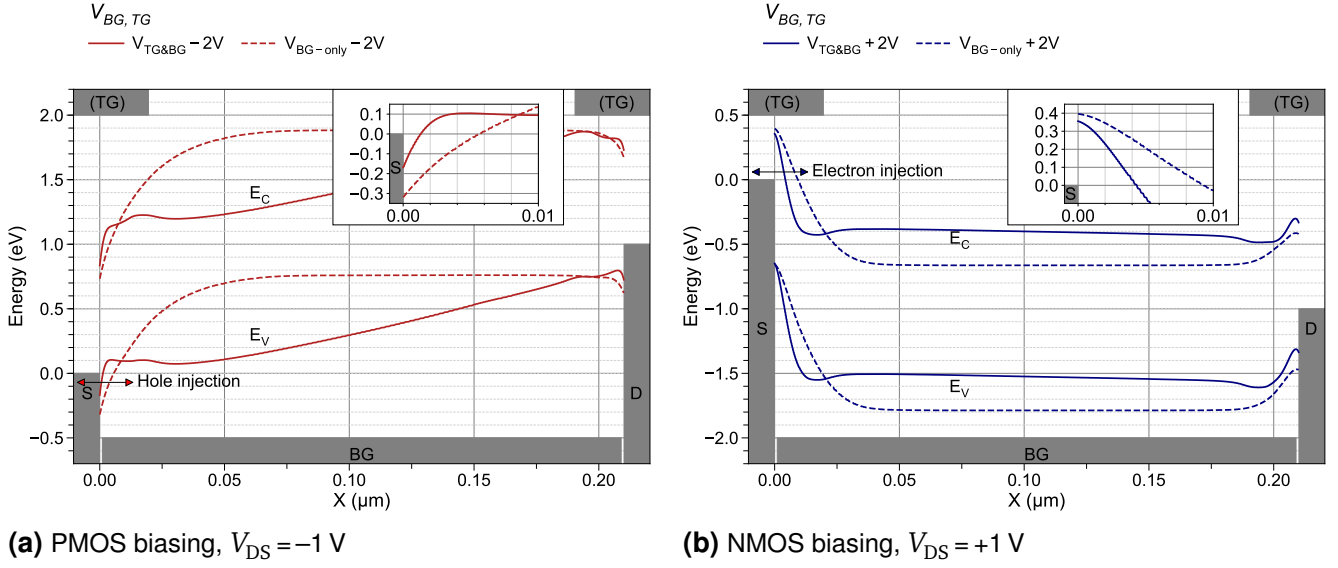 V_BG, TG
V_TG&BG −2V V_BG−only −2V
(TG) (TG)
2.0
1.5
1.0
0.5
0.0
−0.5
Energy (eV)
0.1
0.0
−0.1
−0.2
−0.3
S
0.00 0.01
E_C
E_V
Hole injection
S
D
BG
0.00 0.05 0.10 0.15 0.20
X (µm)
(a) PMOS biasing, V_DS = −1 V
V_BG, TG
V_TG&BG +2V V_BG−only +2V
(TG) (TG)
0.5
0.0
−0.5
−1.0
−1.5
−2.0
Energy (eV)
0.4
0.3
0.2
0.1
0.0
S
0.00 0.01
Electron injection
E_C
E_V
S
D
BG
0.00 0.05 0.10 0.15 0.20
X (µm)
(b) NMOS biasing, V_DS = +1 V